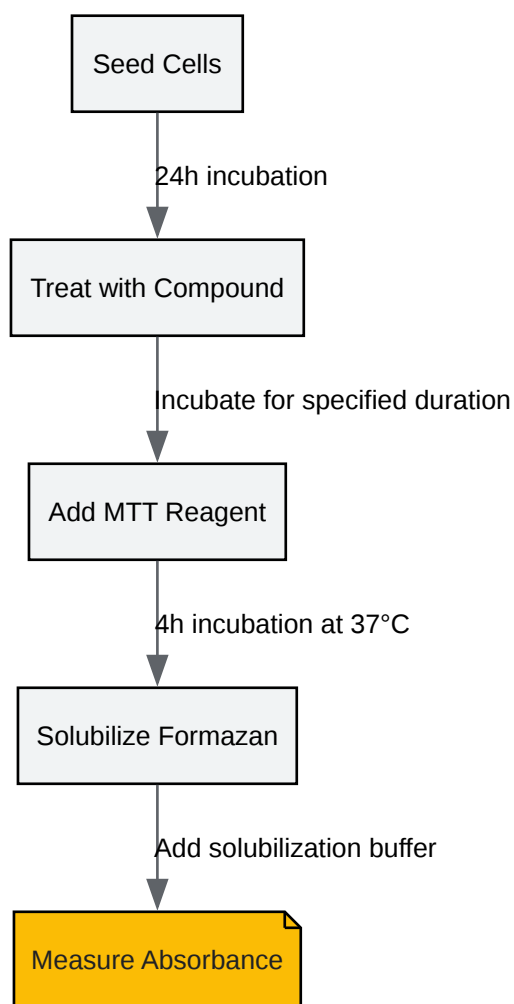 Seed Cells
24h incubation
Treat with Compound
Incubate for specified duration
Add MTT Reagent
4h incubation at 37°C
Solubilize Formazan
Add solubilization buffer
Measure Absorbance